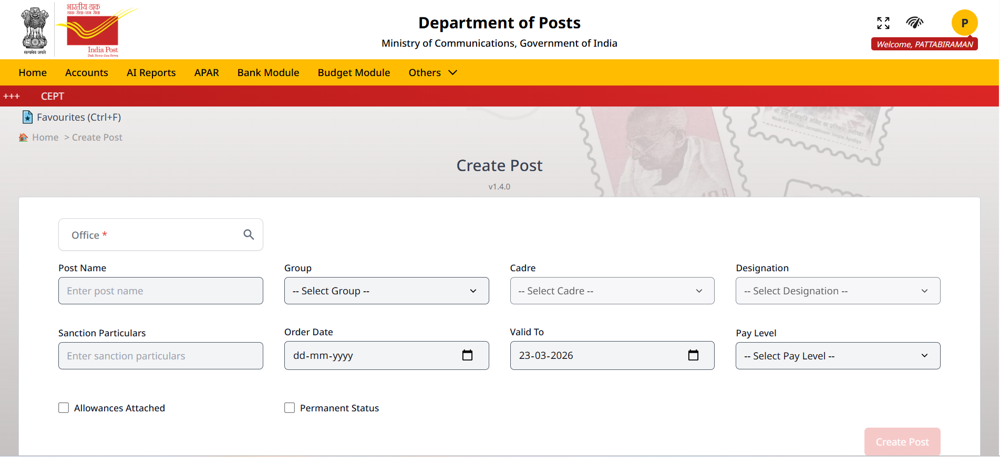 भारतीय डाक
डाक सेवा-जन सेवा
सत्यमेव जयते
India Post
Dak Sewa-Jan Sewa
Department of Posts
Ministry of Communications, Government of India
P
Welcome, PATTABIRAMAN
Home Accounts AI Reports APAR Bank Module Budget Module Others
+++ CEPT
Favourites (Ctrl+F)
Home > Create Post
Create Post
v1.4.0
Office *
Post Name Group Cadre Designation
Enter post name -- Select Group -- -- Select Cadre -- -- Select Designation --
Sanction Particulars Order Date Valid To Pay Level
Enter sanction particulars dd-mm-yyyy 23-03-2026 -- Select Pay Level --
Allowances Attached Permanent Status
Create Post